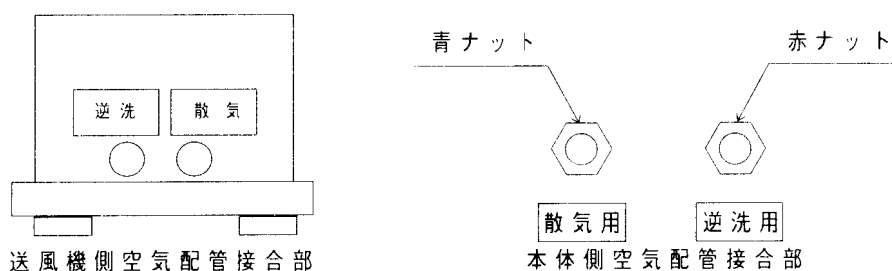 青ナット
赤ナット
逆洗
散気
散気用
逆洗用
送風機側空気配管接合部
本体側空気配管接合部